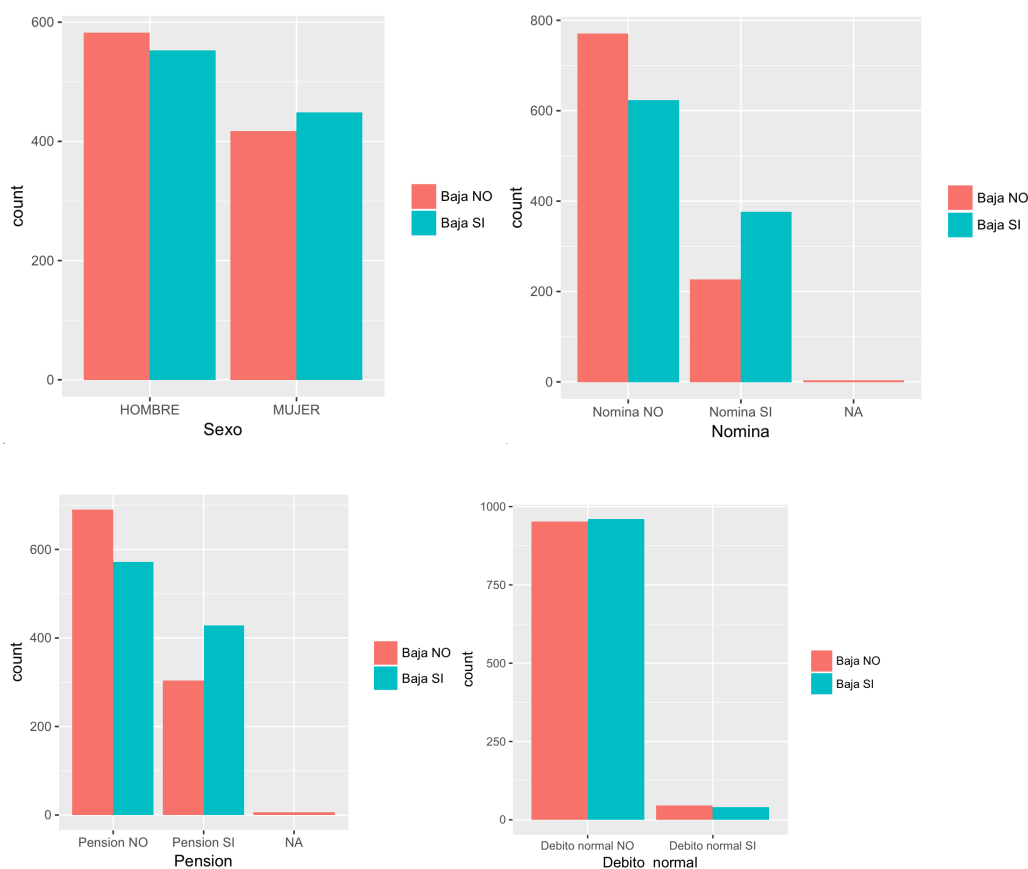 600
400
200
0
count
HOMBRE MUJER
Sexo
Baja NO
Baja SI
800
600
400
200
0
count
Nomina NO Nomina SI NA
Nomina
Baja NO
Baja SI
600
400
200
0
count
Pension NO Pension SI NA
Pension
Baja NO
Baja SI
1000
750
500
250
0
count
Debito normal NO Debito normal SI
Debito normal
Baja NO
Baja SI